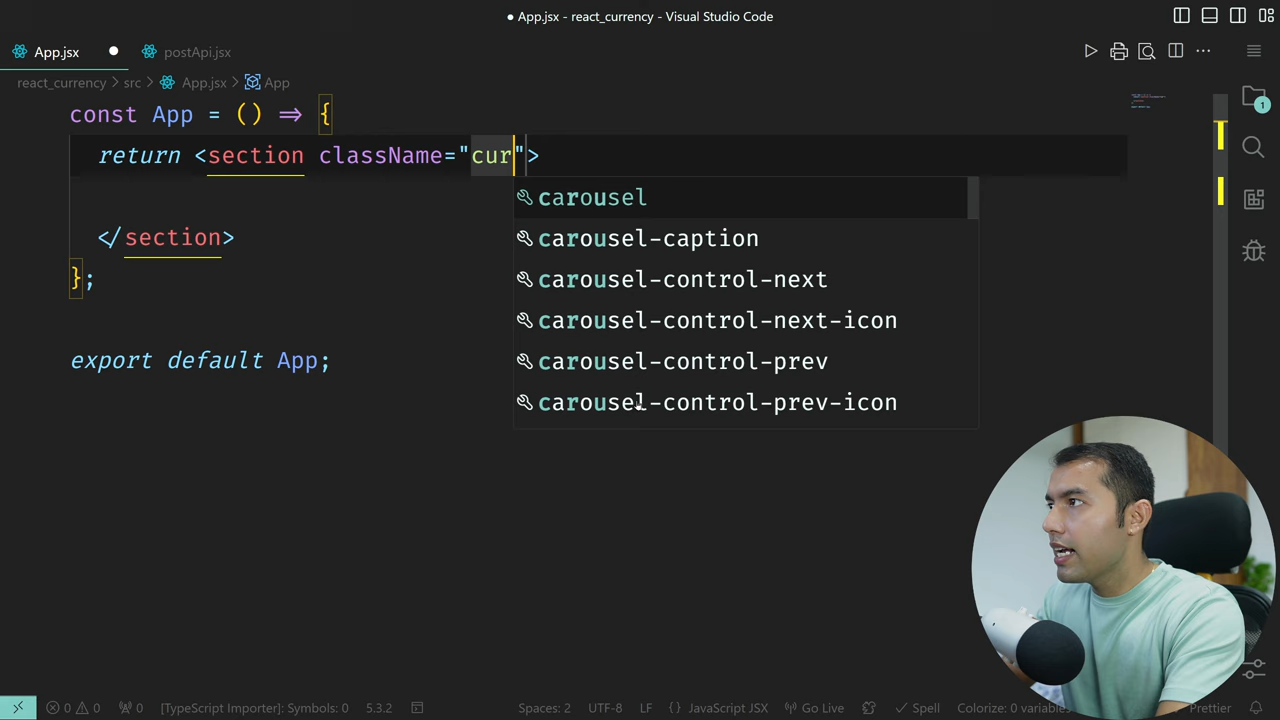 ● App.jsx - react_currency - Visual Studio Code
App.jsx
postApi.jsx
react_currency > src > App.jsx > App
const App = () => {
return <section className="cur">
carousel
carousel-caption
</section>
carousel-control-next
};
carousel-control-next-icon
export default App;
carousel-control-prev
carousel-control-prev-icon
1
0 0 0 [TypeScript Importer]: Symbols: 0 5.3.2 Spaces: 2 UTF-8 LF {} JavaScript JSX Go Live Spell Colorize: 0 variables Prettier